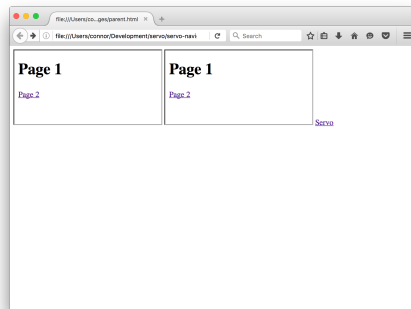 file:///Users/co...ges/parent.html
file:///Users/connor/Development/servo/servo-navi
Search
Page 1
Page 2
Page 1
Page 2
Servo